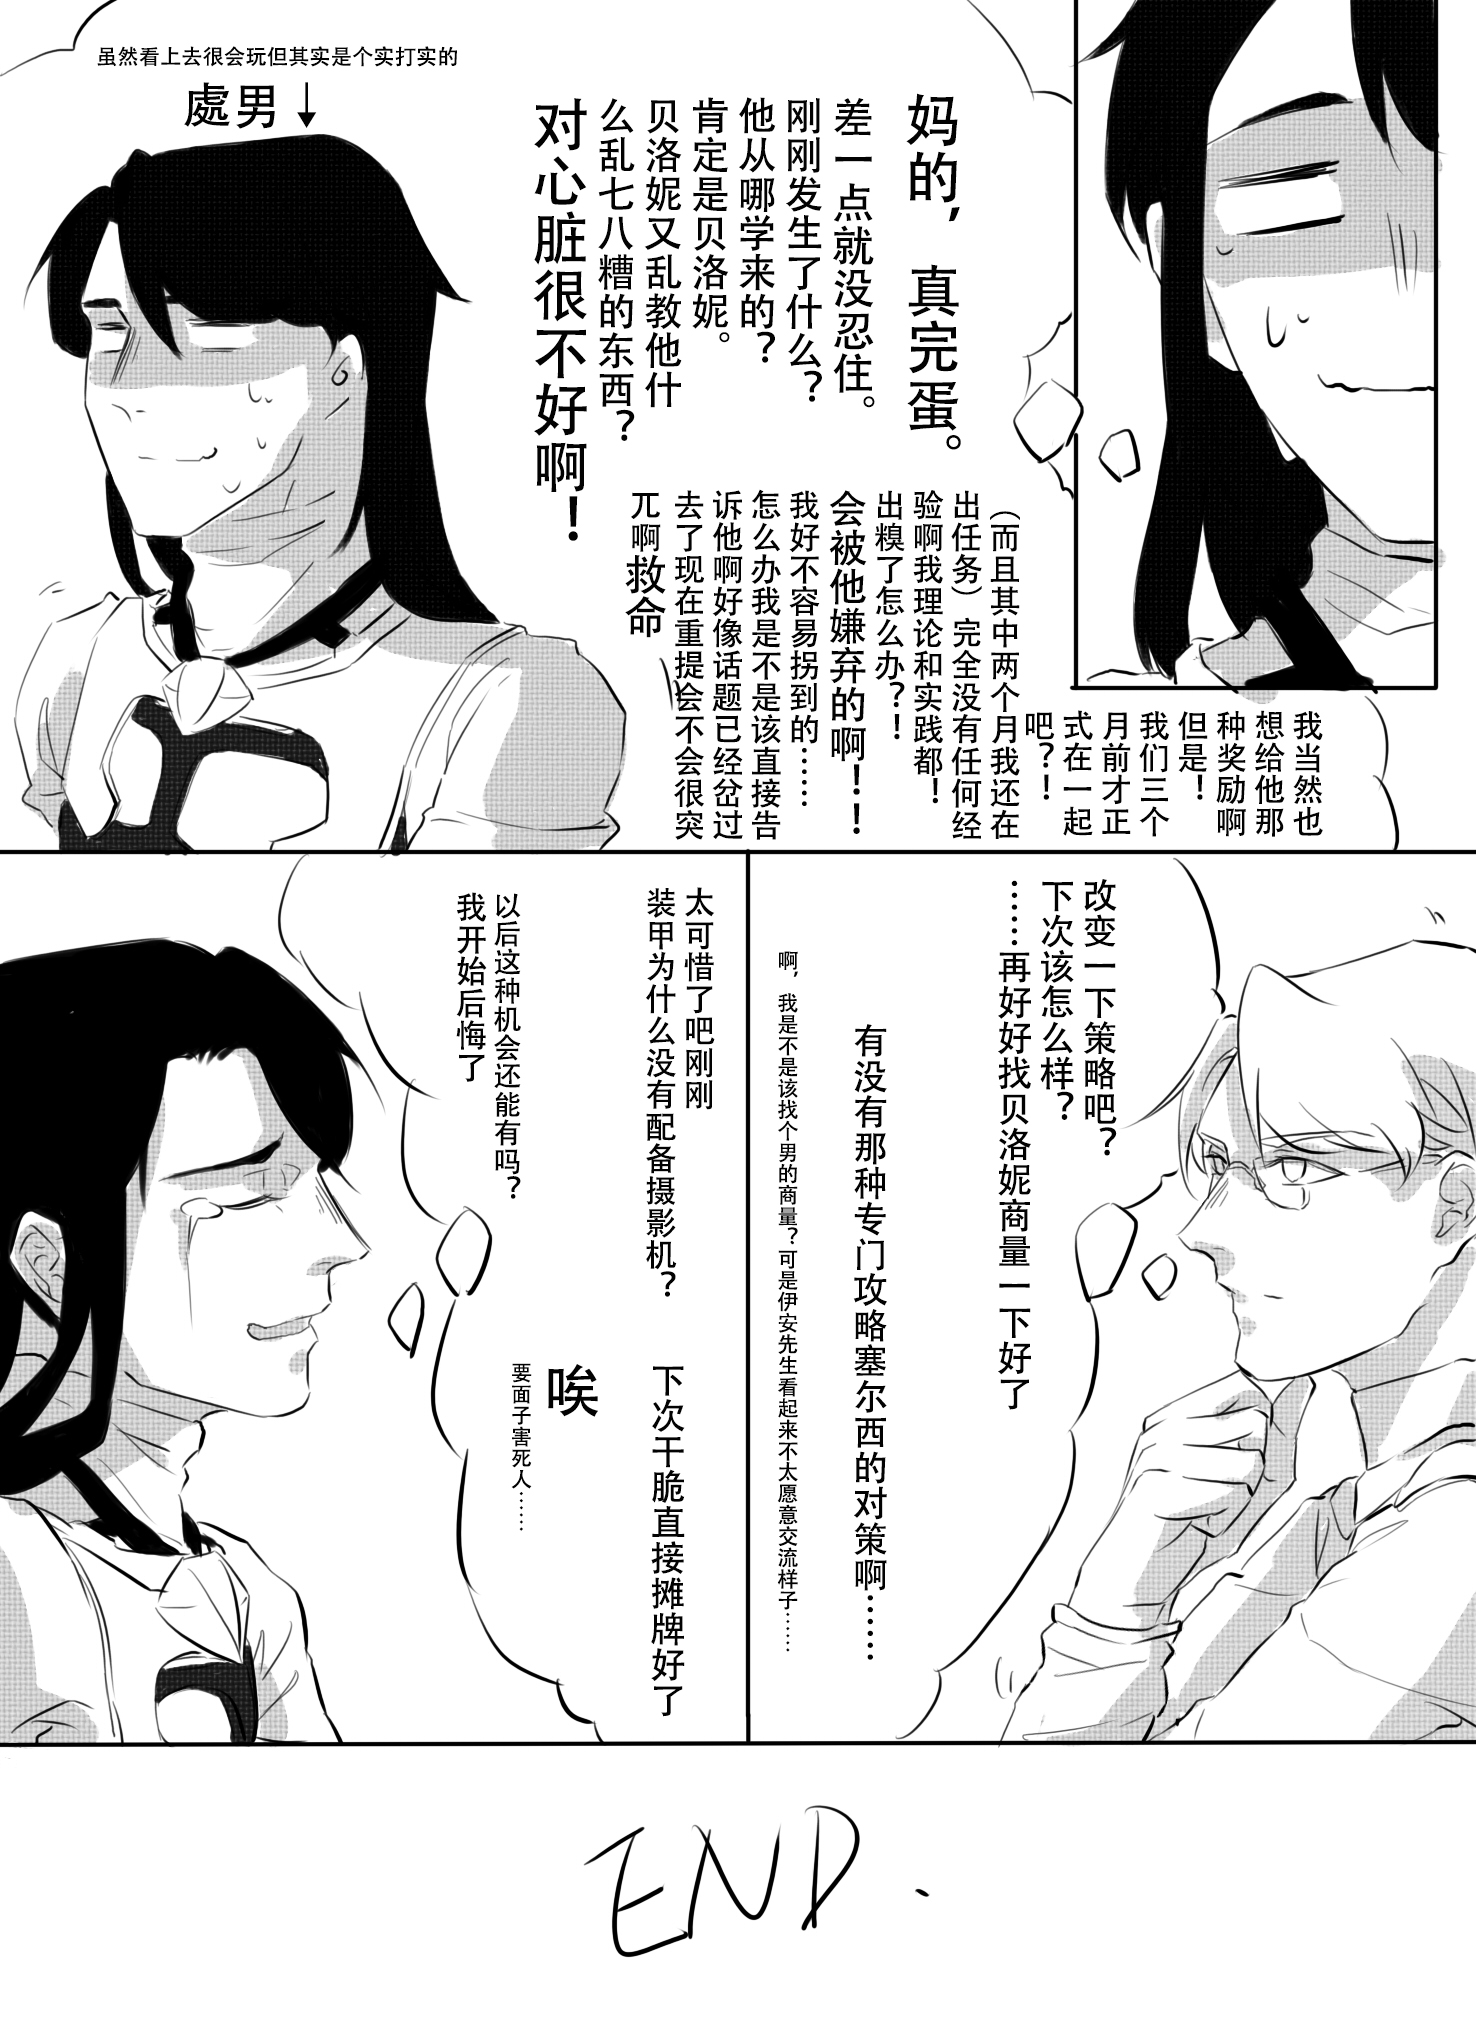 妈的，真完蛋。
差一点就没忍住。
刚刚发生了什么？
他从哪学来的？
肯定是贝洛妮。
贝洛妮又乱教他什
么乱七八糟的东西？
对心脏很不好啊！
虽然看上去很会玩但其实是个实打实的
處男↓
我当然也
想给他那
种奖励啊
但是！
我们三个
月前才正
式在一起
吧？！
（而且其中两个月我还在
出任务）完全没有任何经
验啊我理论和实践都！
出糗了怎么办？！
会被他嫌弃的啊！！
我好不容易拐到的……
怎么办我是不是该直接告
诉他啊好像话题已经岔过
去了现在重提会不会很突
兀啊救命
改变一下策略吧？
下次该怎么样？
……再好好找贝洛妮商量一下好了
有没有那种专门攻略塞尔西的对策啊……
啊，我是不是该找个男的商量？可是伊安先生看起来不太愿意交流样子……
太可惜了吧刚刚
装甲为什么没有配备摄影机？
以后这种机会还能有吗？
我开始后悔了
下次干脆直接摊牌好了
唉
要面子害死人……
END.